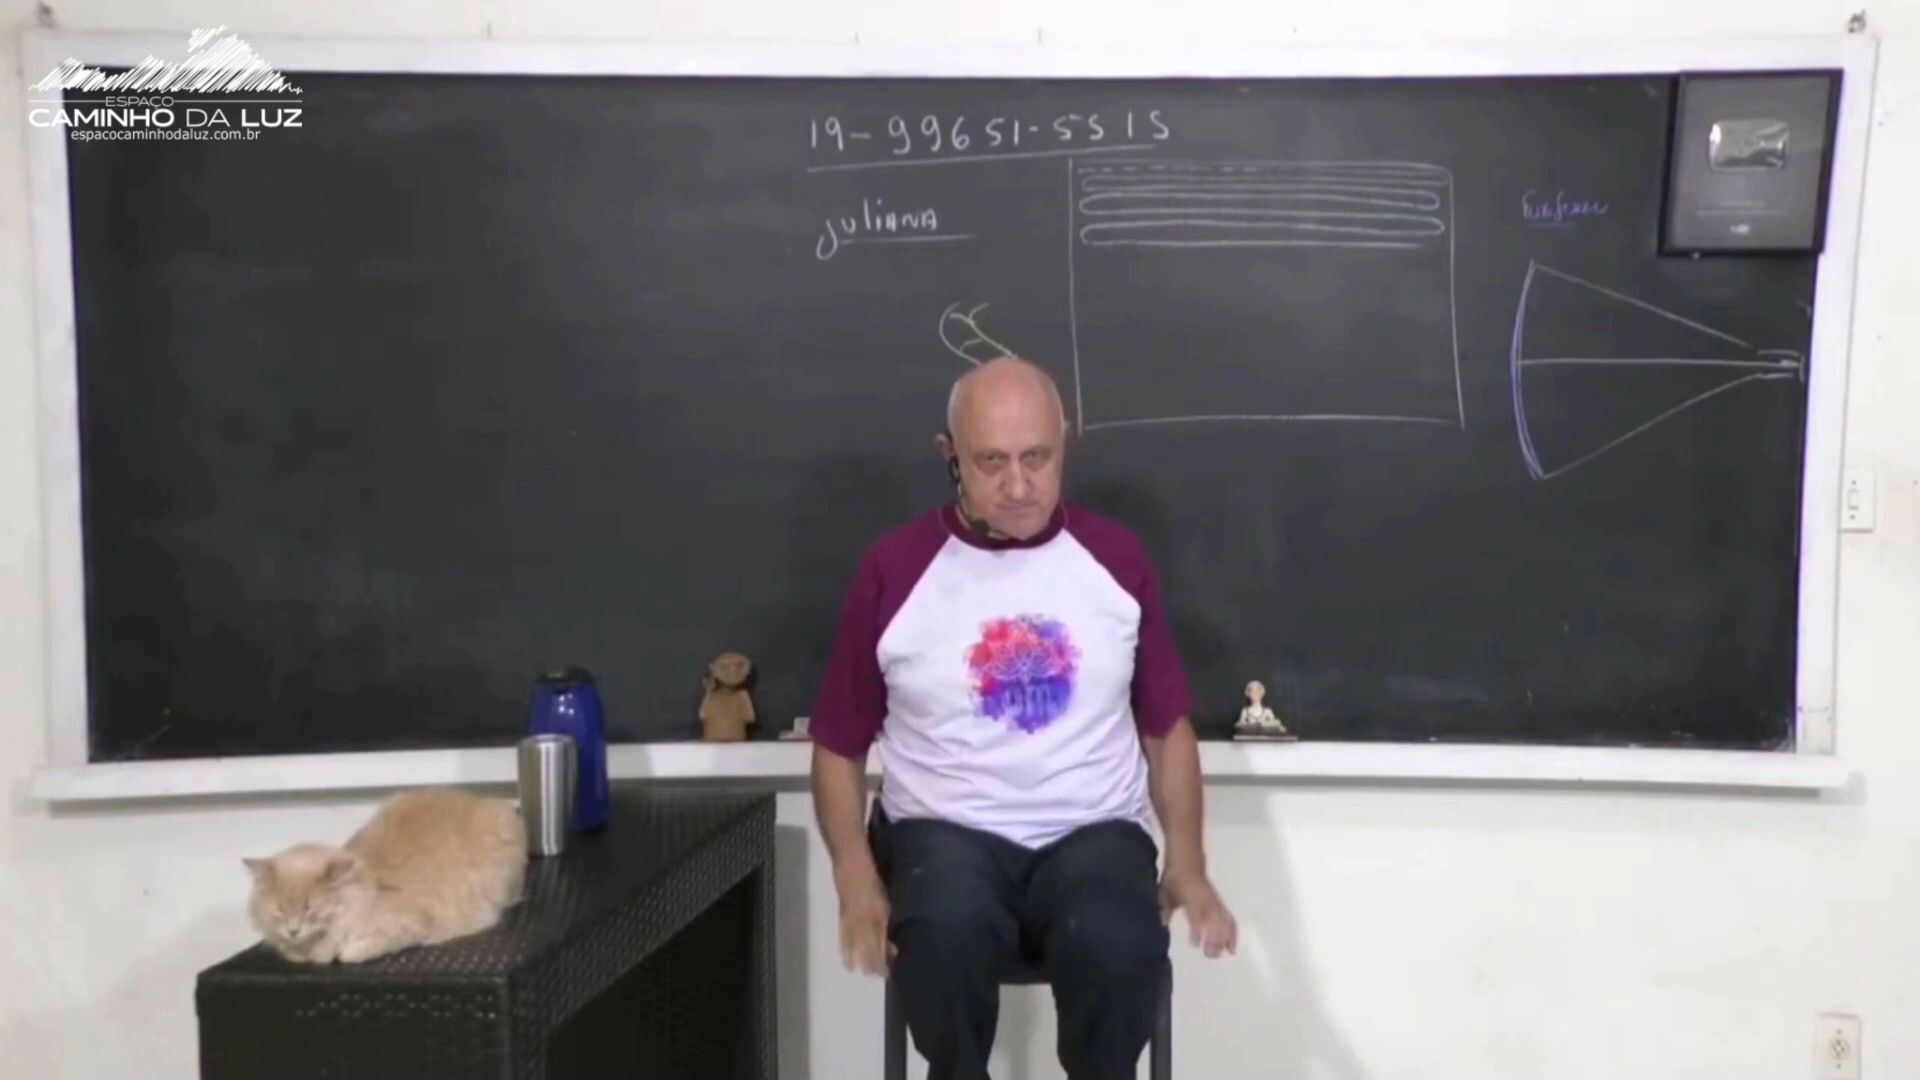 ESPAÇO
CAMINHO DA LUZ
espacocaminhodaluz.com.br
19-99651-5515
juliana